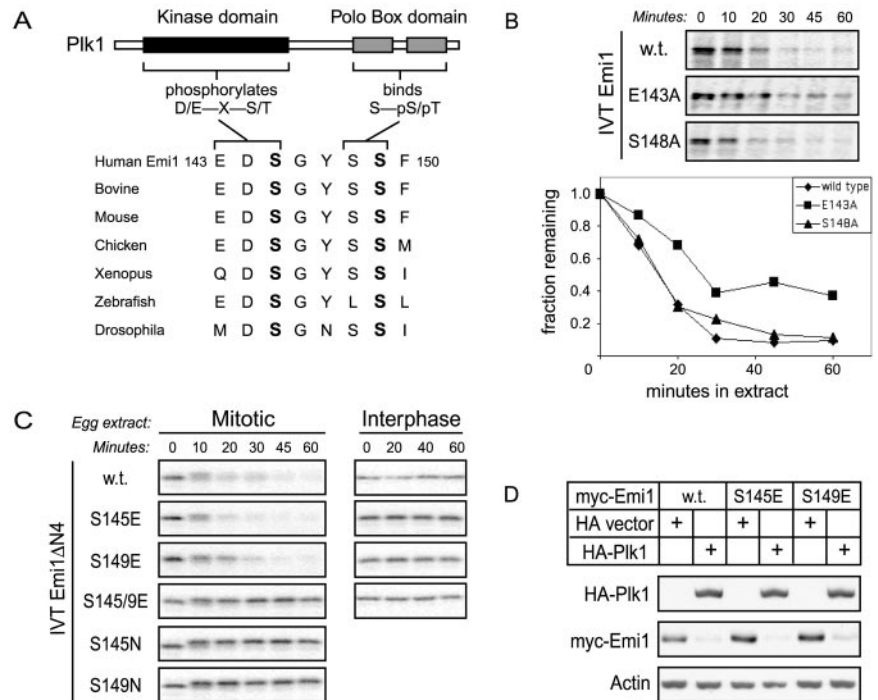 A
Kinase domain
Polo Box domain
Plk1
phosphorylates
D/E—X—S/T
binds
S—pS/pT
Human Emi1 143 E D S G Y S S F 150
Bovine E D S G Y S S F
Mouse E D S G Y S S F
Chicken E D S G Y S S M
Xenopus Q D S G Y S S I
Zebrafish E D S G Y L S L
Drosophila M D S G N S S I
B
Minutes: 0 10 20 30 45 60
IVT Emi1
w.t.
E143A
S148A
fraction remaining
1.0
0.8
0.6
0.4
0.2
0 20 40 60
minutes in extract
wild type
E143A
S148A
C
Egg extract: Mitotic Interphase
Minutes: 0 10 20 30 45 60 0 20 40 60
IVT Emi1ΔN4
w.t.
S145E
S149E
S145/9E
S145N
S149N
D
myc-Emi1 w.t. S145E S149E
HA vector + + +
HA-Plk1 + + +
HA-Plk1
myc-Emi1
Actin